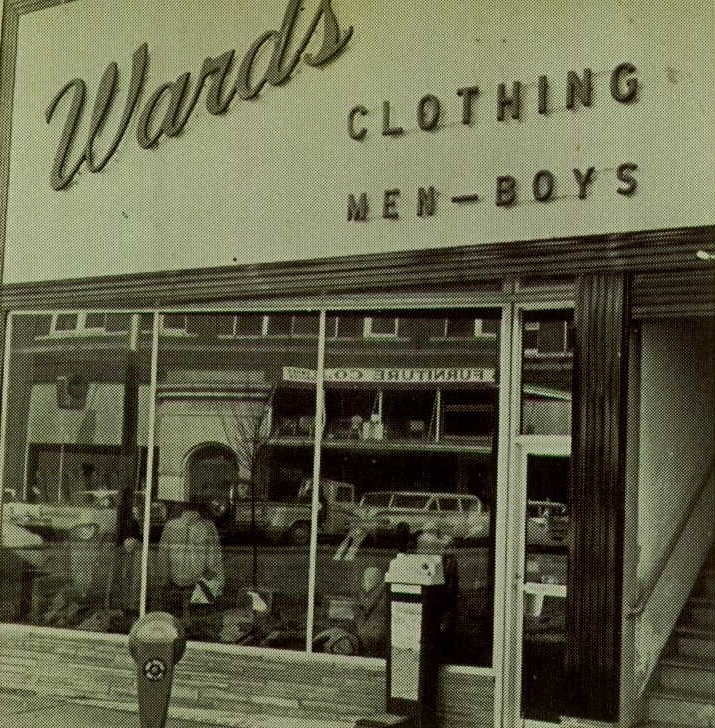 Wards
CLOTHING
MEN-BOYS
FURNITURE CO.